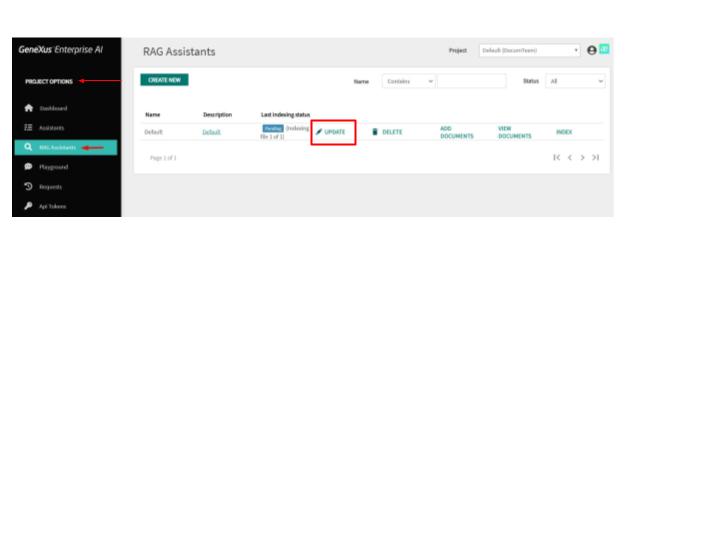 GeneXus Enterprise AI
RAG Assistants
Project
Default (DocumTeam)
PROJECT OPTIONS
CREATE NEW
Name
Contains
Status
All
Dashboard
Assistants
RAG Assistants
Playground
Requests
Api Tokens
Name Description Last indexing status
Default Default Pending (Indexing file 1 of 1) UPDATE DELETE ADD DOCUMENTS VIEW DOCUMENTS INDEX
Page 1 of 1